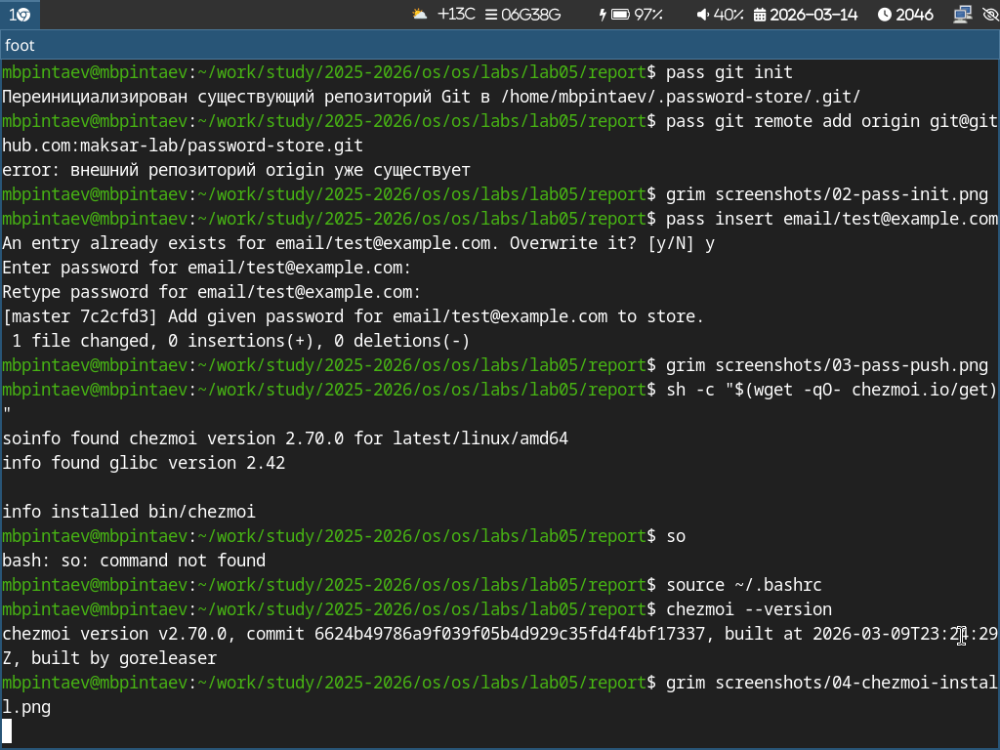 1
+13C
06G38G
97%
40%
2026-03-14
2046
foot
mbpintaev@mbpintaev:~/work/study/2025-2026/os/os/labs/lab05/report$ pass git init
Переинициализирован существующий репозиторий Git в /home/mbpintaev/.password-store/.git/
mbpintaev@mbpintaev:~/work/study/2025-2026/os/os/labs/lab05/report$ pass git remote add origin git@git
hub.com:maksar-lab/password-store.git
error: внешний репозиторий origin уже существует
mbpintaev@mbpintaev:~/work/study/2025-2026/os/os/labs/lab05/report$ grim screenshots/02-pass-init.png
mbpintaev@mbpintaev:~/work/study/2025-2026/os/os/labs/lab05/report$ pass insert email/test@example.com
An entry already exists for email/test@example.com. Overwrite it? [y/N] y
Enter password for email/test@example.com:
Retype password for email/test@example.com:
[master 7c2cfd3] Add given password for email/test@example.com to store.
 1 file changed, 0 insertions(+), 0 deletions(-)
mbpintaev@mbpintaev:~/work/study/2025-2026/os/os/labs/lab05/report$ grim screenshots/03-pass-push.png
mbpintaev@mbpintaev:~/work/study/2025-2026/os/os/labs/lab05/report$ sh -c "$(wget -qO- chezmoi.io/get)
"
soinfo found chezmoi version 2.70.0 for latest/linux/amd64
info found glibc version 2.42
info installed bin/chezmoi
mbpintaev@mbpintaev:~/work/study/2025-2026/os/os/labs/lab05/report$ so
bash: so: command not found
mbpintaev@mbpintaev:~/work/study/2025-2026/os/os/labs/lab05/report$ source ~/.bashrc
mbpintaev@mbpintaev:~/work/study/2025-2026/os/os/labs/lab05/report$ chezmoi --version
chezmoi version v2.70.0, commit 6624b49786a9f039f05b4d929c35fd4f4bf17337, built at 2026-03-09T23:24:29
Z, built by goreleaser
mbpintaev@mbpintaev:~/work/study/2025-2026/os/os/labs/lab05/report$ grim screenshots/04-chezmoi-instal
l.png